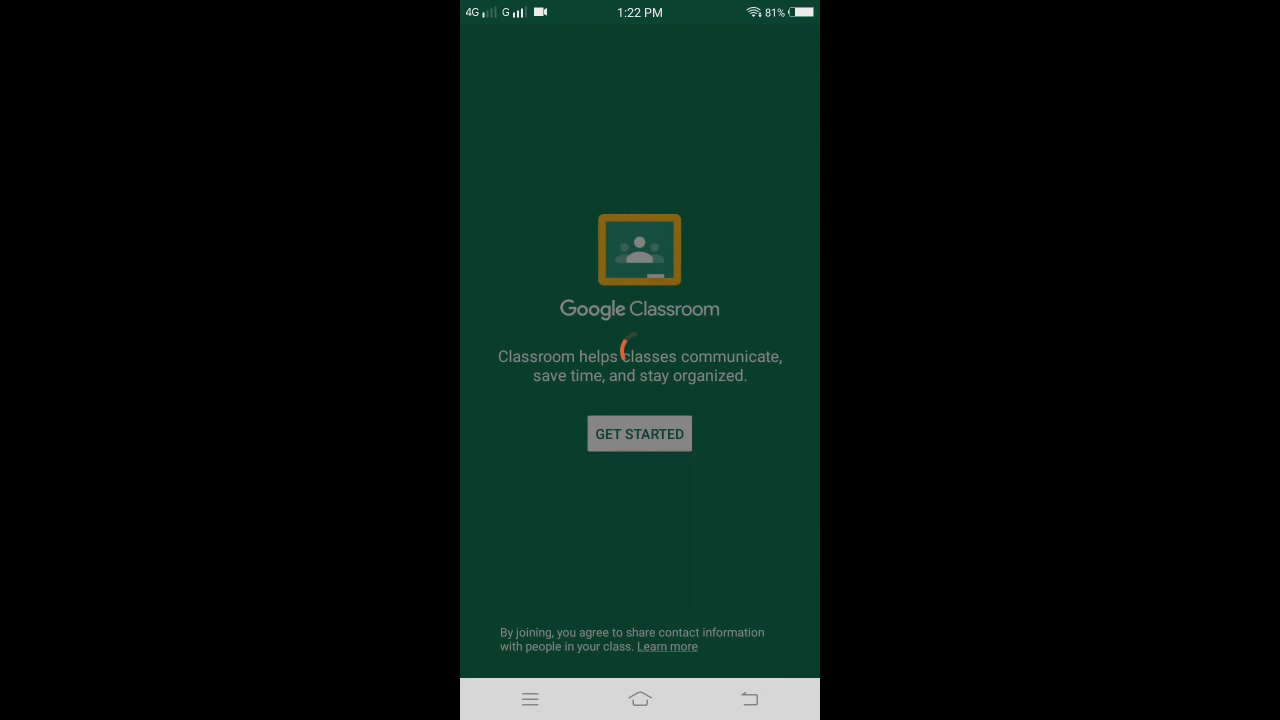 4G G 1:22 PM 81%
Google Classroom
Classroom helps classes communicate,
save time, and stay organized.
GET STARTED
By joining, you agree to share contact information
with people in your class. Learn more